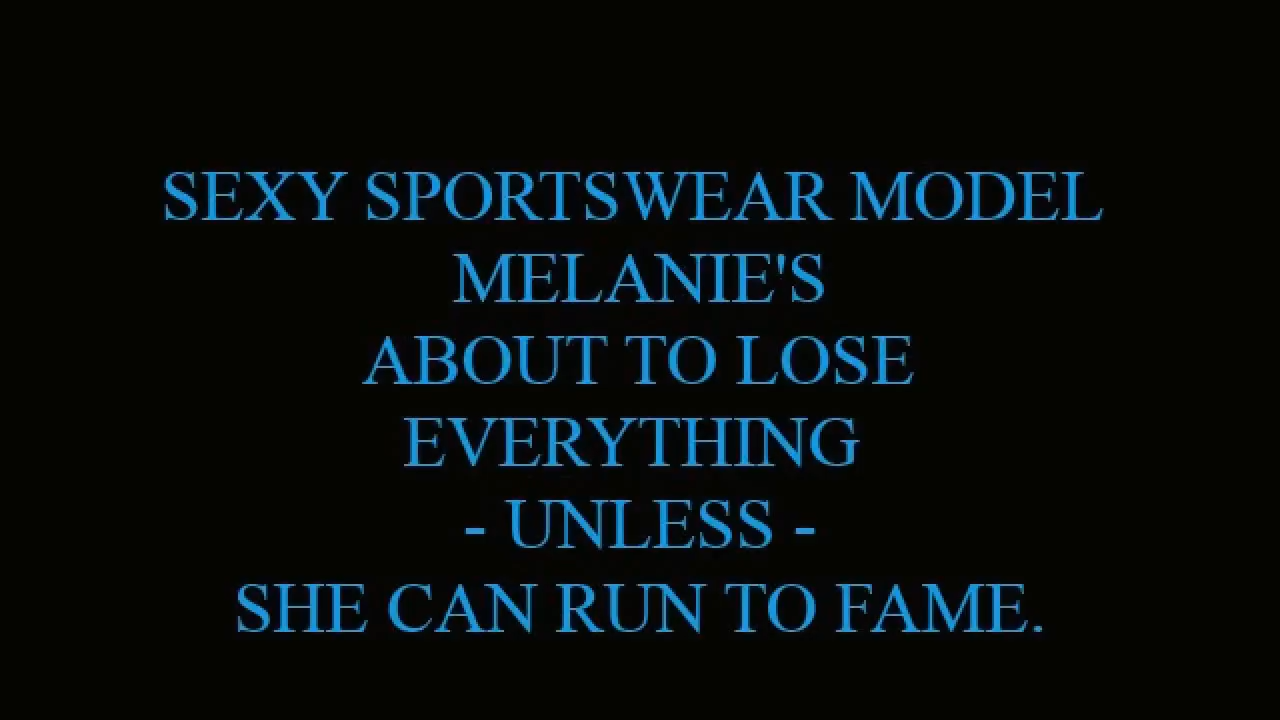 SEXY SPORTSWEAR MODEL
MELANIE'S
ABOUT TO LOSE
EVERYTHING
- UNLESS -
SHE CAN RUN TO FAME.